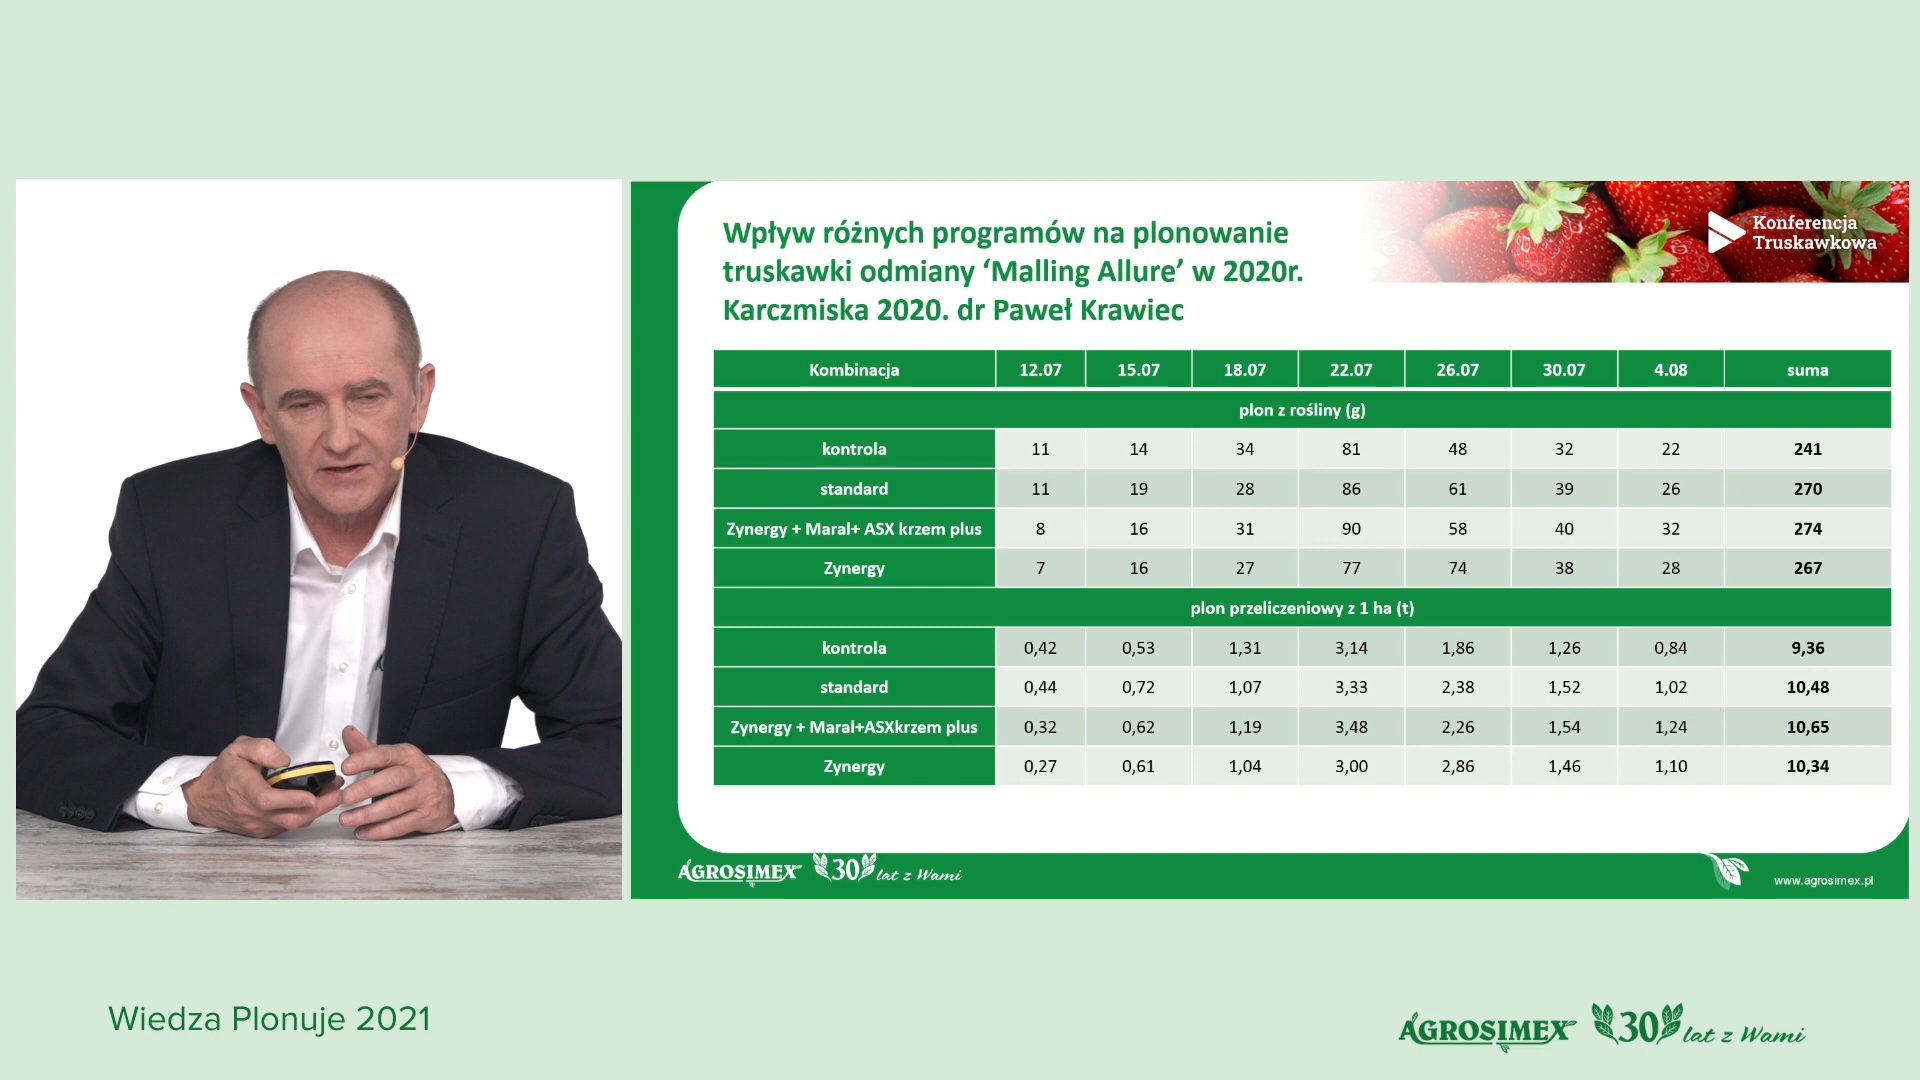 Wpływ różnych programów na plonowanie
truskawki odmiany ‘Malling Allure’ w 2020r.
Karczmiska 2020. dr Paweł Krawiec
Konferencja
Truskawkowa
Kombinacja 12.07 15.07 18.07 22.07 26.07 30.07 4.08 suma
plon z rośliny (g)
kontrola 11 14 34 81 48 32 22 241
standard 11 19 28 86 61 39 26 270
Zynergy + Maral+ ASX krzem plus 8 16 31 90 58 40 32 274
Zynergy 7 16 27 77 74 38 28 267
plon przeliczeniowy z 1 ha (t)
kontrola 0,42 0,53 1,31 3,14 1,86 1,26 0,84 9,36
standard 0,44 0,72 1,07 3,33 2,38 1,52 1,02 10,48
Zynergy + Maral+ASXkrzem plus 0,32 0,62 1,19 3,48 2,26 1,54 1,24 10,65
Zynergy 0,27 0,61 1,04 3,00 2,86 1,46 1,10 10,34
AGROSIMEX 30 lat z Wami
www.agrosimex.pl
Wiedza Plonuje 2021
AGROSIMEX 30 lat z Wami